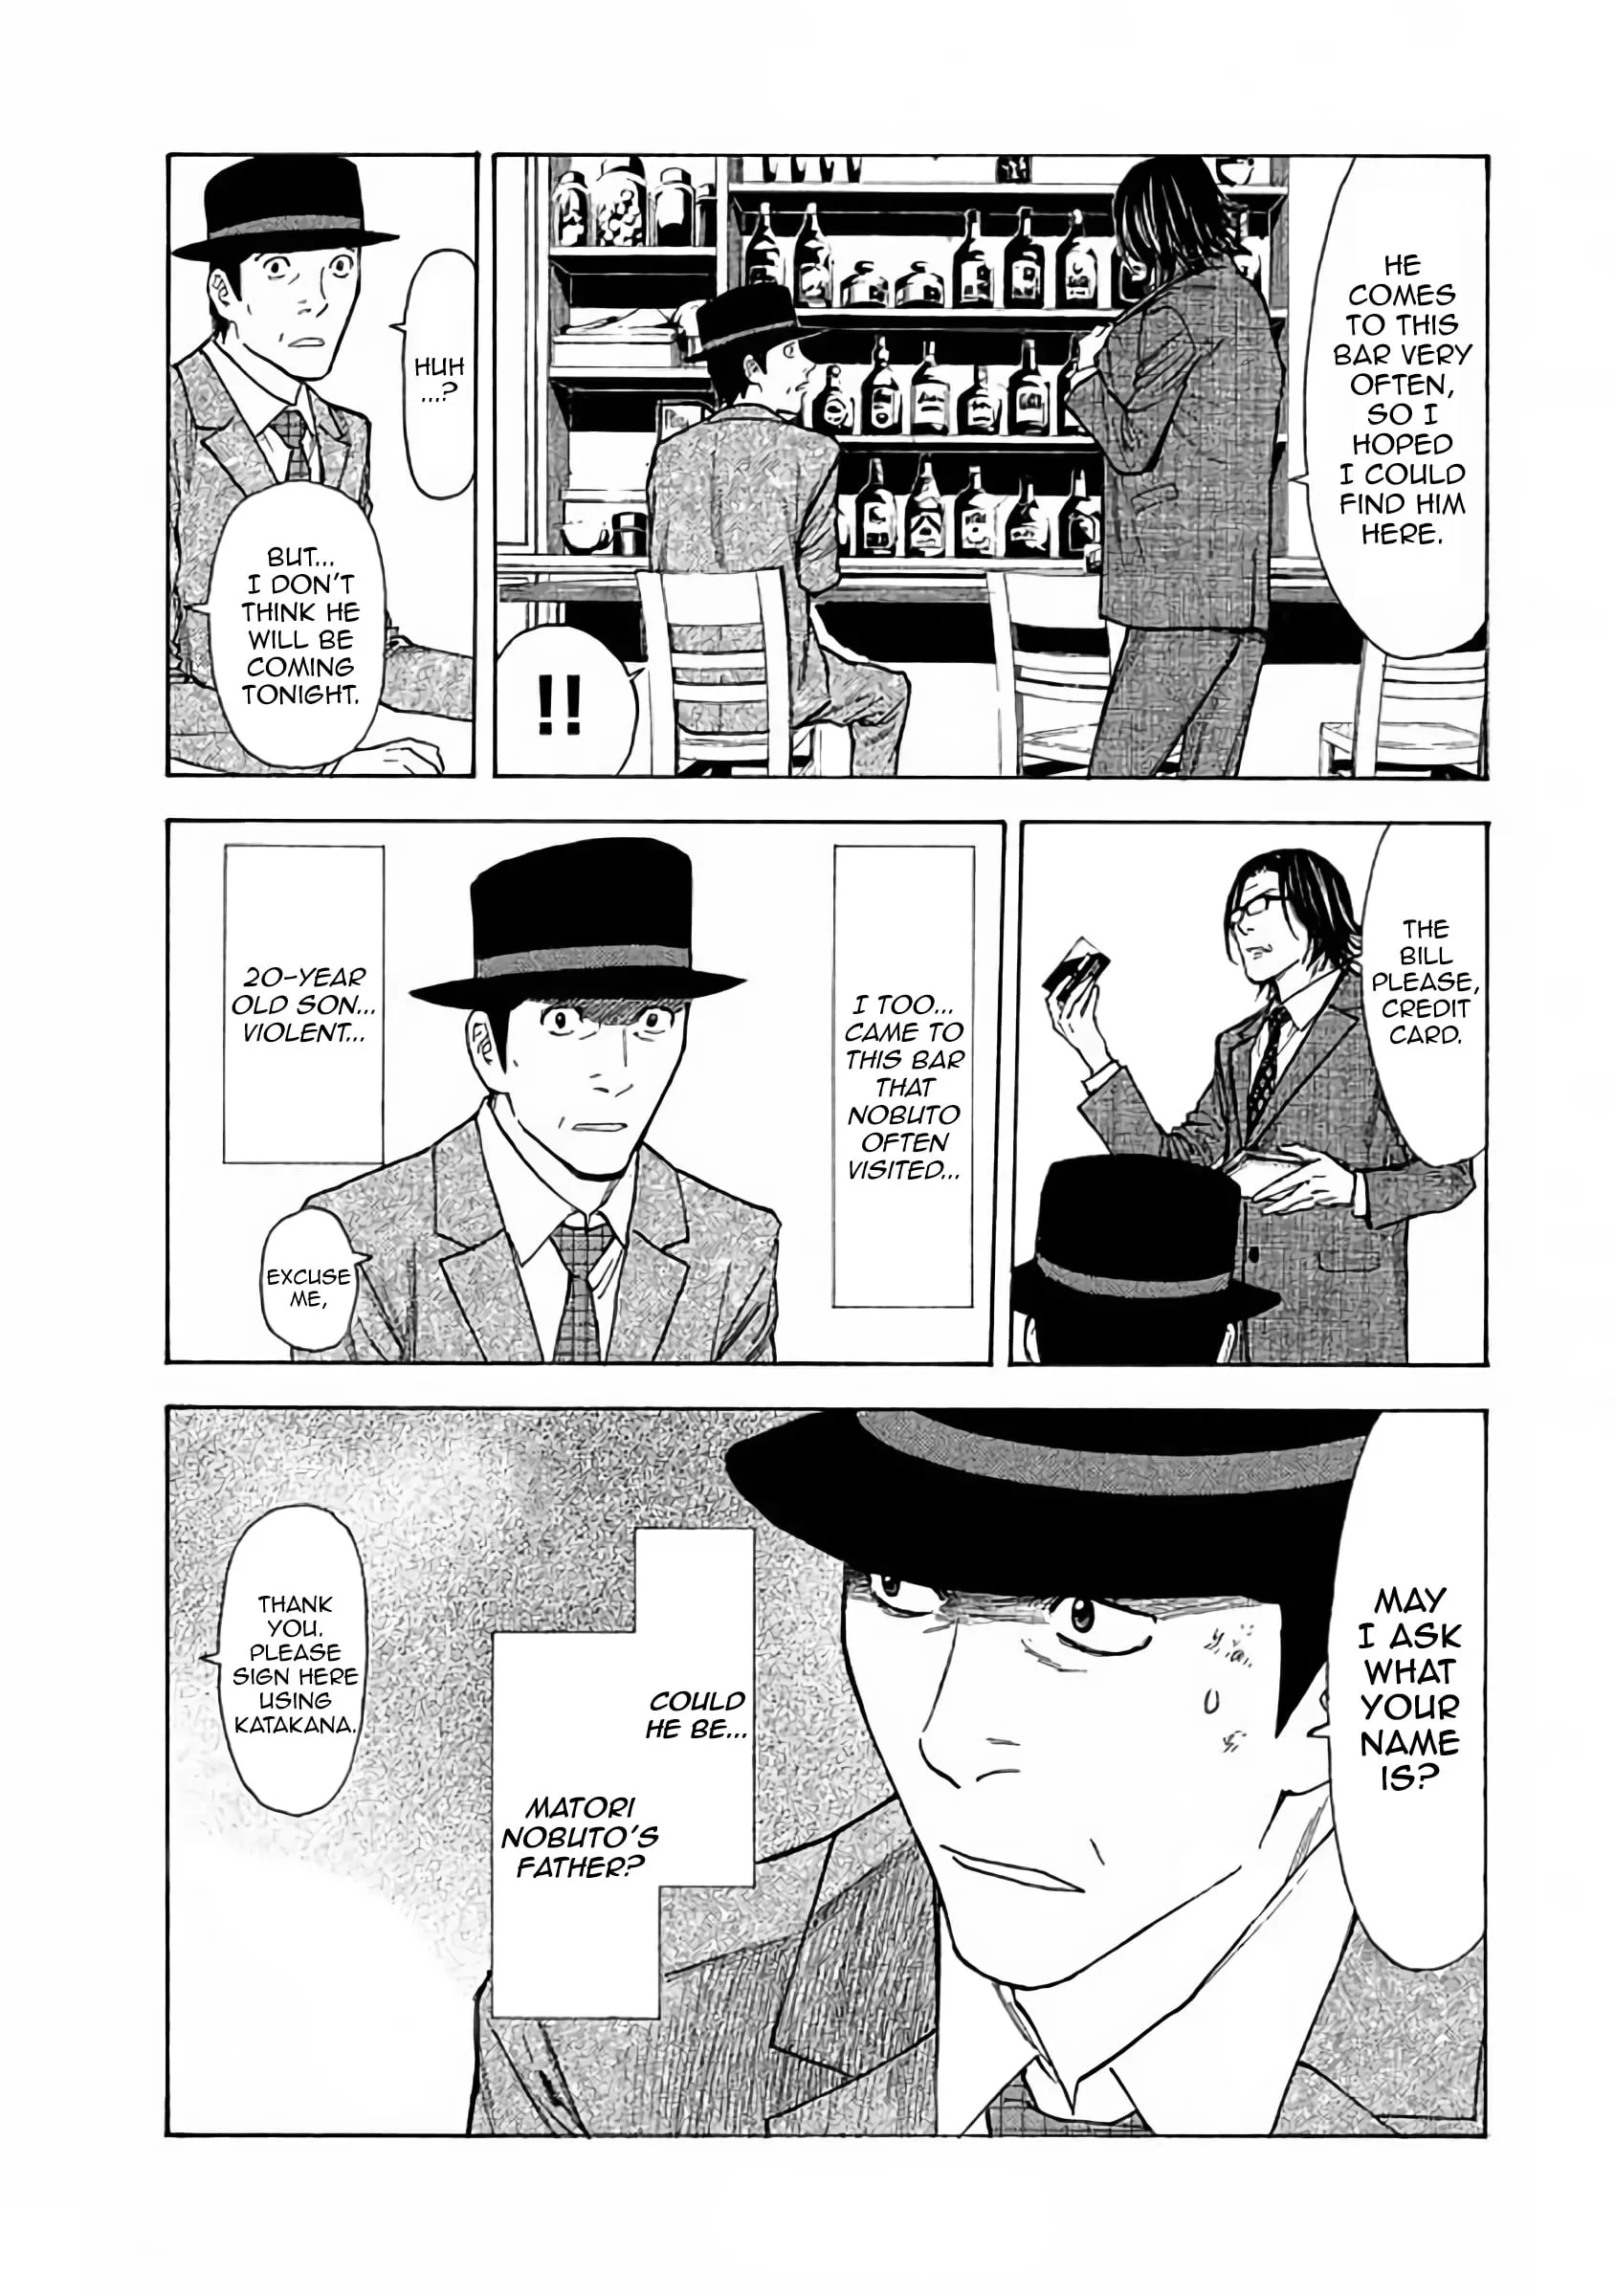 HE
COMES
TO THIS
BAR VERY
OFTEN,
SO I
HOPED
I COULD
FIND HIM
HERE.
!!
HUH
...?
BUT...
I DON'T
THINK HE
WILL BE
COMING
TONIGHT.
THE
BILL
PLEASE,
CREDIT
CARD.
I TOO...
CAME TO
THIS BAR
THAT
NOBUTO
OFTEN
VISITED...
20-YEAR
OLD SON...
VIOLENT...
EXCUSE
ME,
MAY
I ASK
WHAT
YOUR
NAME
IS?
COULD
HE BE...
MATORI
NOBUTO'S
FATHER?
THANK
YOU.
PLEASE
SIGN HERE
USING
KATAKANA.